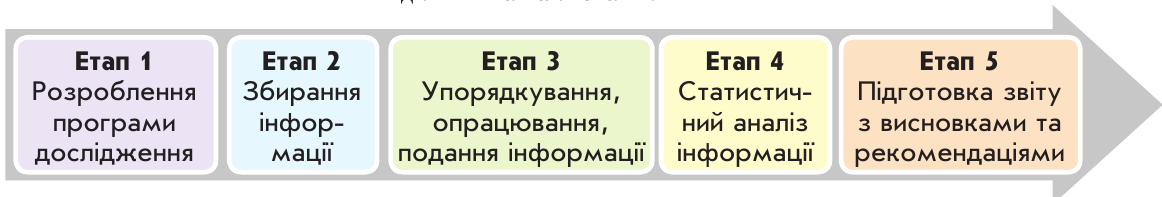 Етап 1
Розроблення
програми
дослідження
Етап 2
Збирання
інфор-
мації
Етап 3
Упорядкування,
опрацювання,
подання інформації
Етап 4
Статистич-
ний аналіз
інформації
Етап 5
Підготовка звіту
з висновками та
рекомендаціями